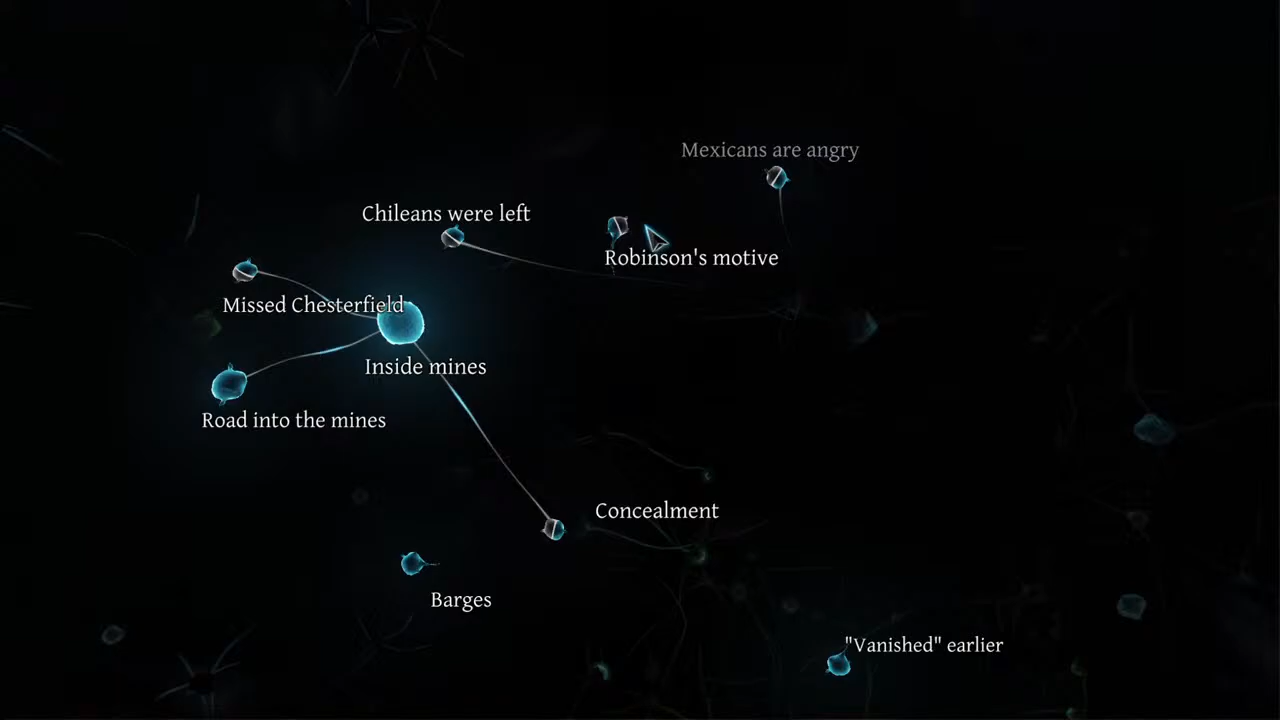 Mexicans are angry
Chileans were left
Robinson's motive
Missed Chesterfield
Inside mines
Road into the mines
Concealment
Barges
"Vanished" earlier